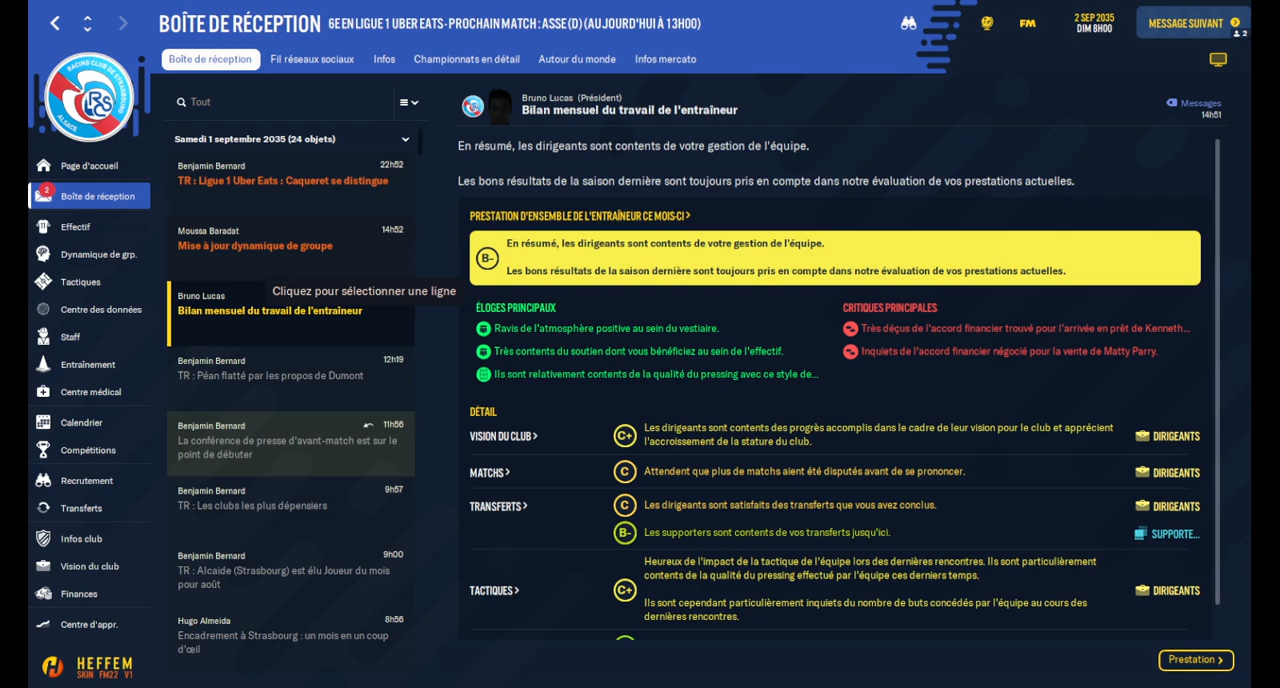 BOÎTE DE RÉCEPTION 6E EN LIGUE 1 UBER EATS - PROCHAIN MATCH : ASSE (D) (AUJOURD'HUI À 13H00)
FM
2 SEP 2035
DIM 8H00
MESSAGE SUIVANT
2
Boîte de réception Fil réseaux sociaux Infos Championnats en détail Autour du monde Infos mercato
RACING CLUB DE STRASBOURG
RCS
ALSACE
Page d'accueil
2
Boîte de réception
Effectif
Dynamique de grp.
Tactiques
Centre des données
Staff
Entraînement
Centre médical
Calendrier
Compétitions
Recrutement
Transferts
Infos club
Vision du club
Finances
Centre d'appr.
HEFFEM
SKIN FM22 V1
Tout
Samedi 1 septembre 2035 (24 objets)
Benjamin Bernard 22h52
TR : Ligue 1 Uber Eats : Caqueret se distingue
Moussa Baradat 14h52
Mise à jour dynamique de groupe
Bruno Lucas
Cliquez pour sélectionner une ligne
Bilan mensuel du travail de l'entraîneur
Benjamin Bernard 12h19
TR : Péan flatté par les propos de Dumont
Benjamin Bernard 11h56
La conférence de presse d'avant-match est sur le
point de débuter
Benjamin Bernard 9h57
TR : Les clubs les plus dépensiers
Benjamin Bernard 9h00
TR : Alcaide (Strasbourg) est élu Joueur du mois
pour août
Hugo Almeida 8h56
Encadrement à Strasbourg : un mois en un coup
d'œil
Bruno Lucas (Président)
Bilan mensuel du travail de l'entraîneur
Messages
14h51
En résumé, les dirigeants sont contents de votre gestion de l'équipe.
Les bons résultats de la saison dernière sont toujours pris en compte dans notre évaluation de vos prestations actuelles.
PRESTATION D'ENSEMBLE DE L'ENTRAÎNEUR CE MOIS-CI >
B-
En résumé, les dirigeants sont contents de votre gestion de l'équipe.
Les bons résultats de la saison dernière sont toujours pris en compte dans notre évaluation de vos prestations actuelles.
ÉLOGES PRINCIPAUX
Ravis de l'atmosphère positive au sein du vestiaire.
Très contents du soutien dont vous bénéficiez au sein de l'effectif.
Ils sont relativement contents de la qualité du pressing avec ce style de...
CRITIQUES PRINCIPALES
Très déçus de l'accord financier trouvé pour l'arrivée en prêt de Kenneth...
Inquiets de l'accord financier négocié pour la vente de Matty Parry.
DÉTAIL
VISION DU CLUB > C+ Les dirigeants sont contents des progrès accomplis dans le cadre de leur vision pour le club et apprécient
l'accroissement de la stature du club. DIRIGEANTS
MATCHS > C Attendent que plus de matchs aient été disputés avant de se prononcer. DIRIGEANTS
TRANSFERTS > C Les dirigeants sont satisfaits des transferts que vous avez conclus. DIRIGEANTS
B- Les supporters sont contents de vos transferts jusqu'ici. SUPPORTE...
TACTIQUES > C+ Heureux de l'impact de la tactique de l'équipe lors des dernières rencontres. Ils sont particulièrement
contents de la qualité du pressing effectué par l'équipe ces derniers temps. DIRIGEANTS
Ils sont cependant particulièrement inquiets du nombre de buts concédés par l'équipe au cours des
dernières rencontres.
Prestation >